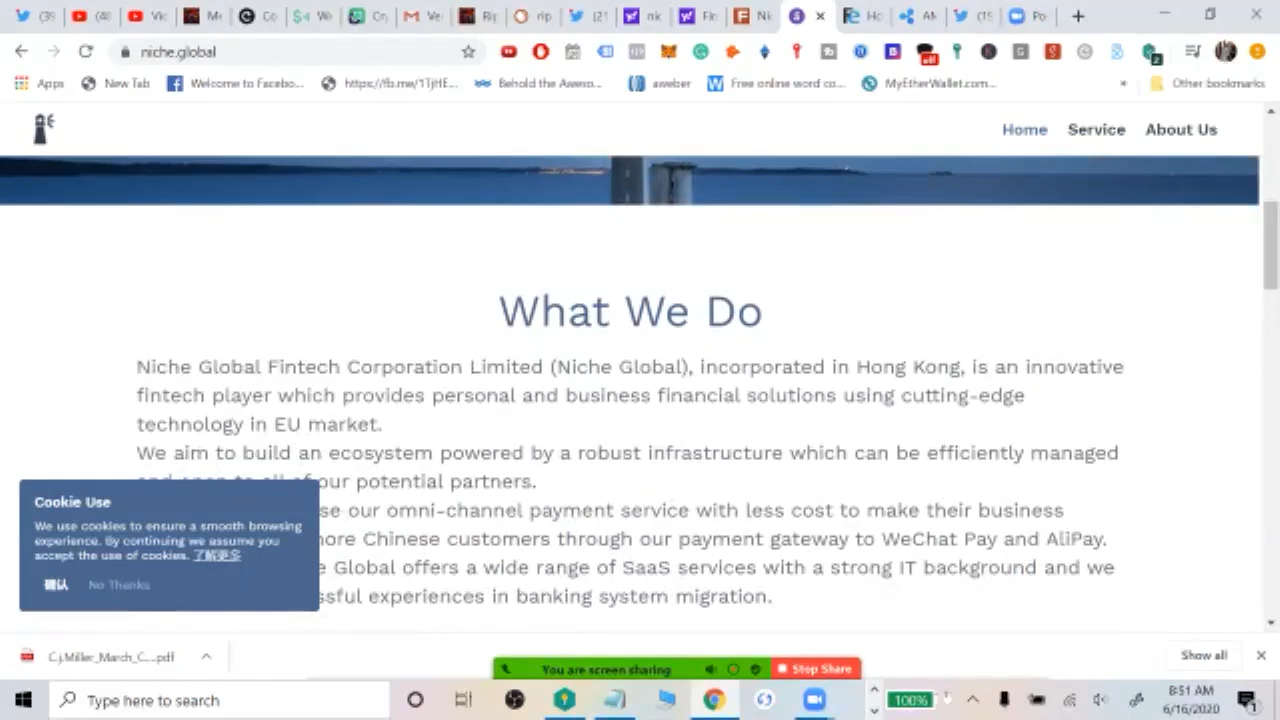 niche.global
Apps
New Tab
Welcome to Facebo...
Behold the Aweso...
aweber
Free online word co...
MyEtherWallet.com...
»
Other bookmarks
Home
Service
About Us
What We Do
Niche Global Fintech Corporation Limited (Niche Global), incorporated in Hong Kong, is an innovative
fintech player which provides personal and business financial solutions using cutting-edge
technology in EU market.
We aim to build an ecosystem powered by a robust infrastructure which can be efficiently managed
our potential partners.
se our omni-channel payment service with less cost to make their business
more Chinese customers through our payment gateway to WeChat Pay and AliPay.
e Global offers a wide range of SaaS services with a strong IT background and we
ssful experiences in banking system migration.
Cookie Use
We use cookies to ensure a smooth browsing
experience. By continuing we assume you
accept the use of cookies. 了解更多
确认
No Thanks
C.j.Miller_March_C....pdf
Show all
You are screen sharing
Stop Share
Type here to search
100%
8:51 AM
6/16/2020